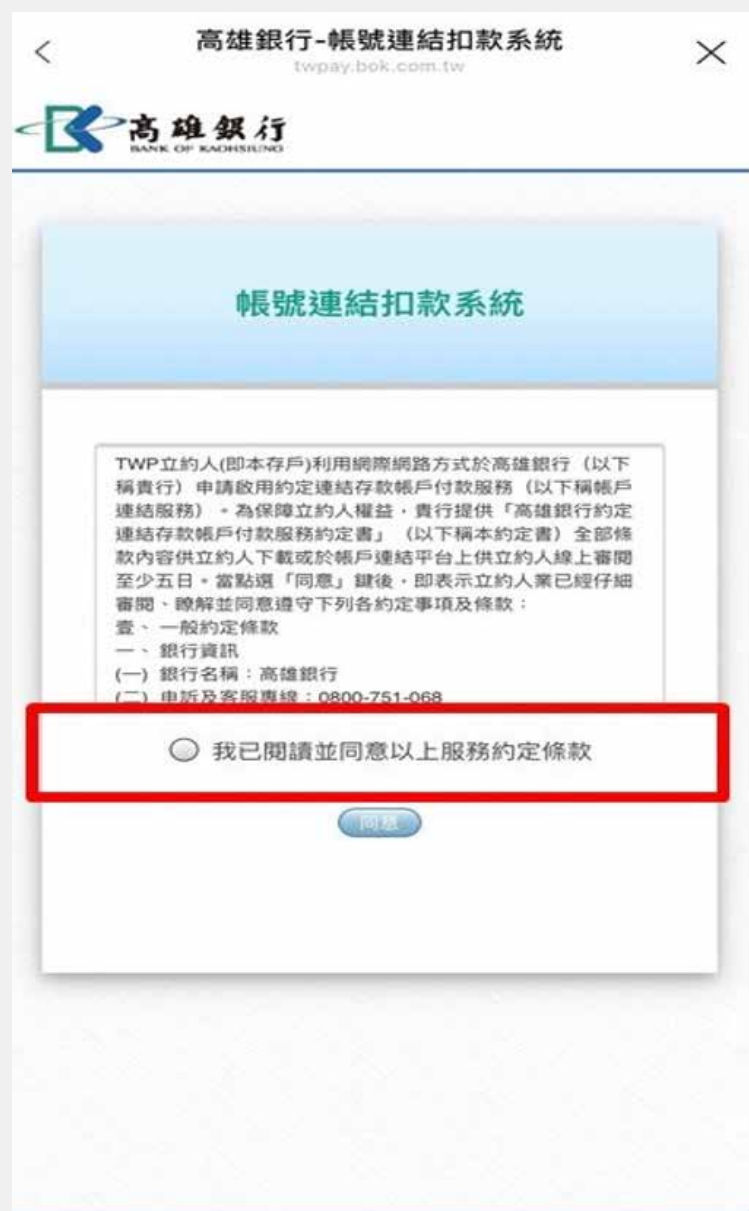 高雄銀行-帳號連結扣款系統
twpay.bok.com.tw
高雄銀行
BANK OF KAOHSIUNG
帳號連結扣款系統
TWP立約人(即本存戶)利用網際網路方式於高雄銀行（以下
稱貴行）申請啟用約定連結存款帳戶付款服務（以下稱帳戶
連結服務）。為保障立約人權益，貴行提供「高雄銀行約定
連結存款帳戶付款服務約定書」（以下稱本約定書）全部條
款內容供立約人下載或於帳戶連結平台上供立約人線上審閱
至少五日。當點選「同意」鍵後，即表示立約人業已經仔細
審閱、瞭解並同意遵守下列各約定事項及條款：
壹、 一般約定條款
一、 銀行資訊
(一) 銀行名稱：高雄銀行
(二) 申訴及客服專線：0800-751-068
我已閱讀並同意以上服務約定條款
同意